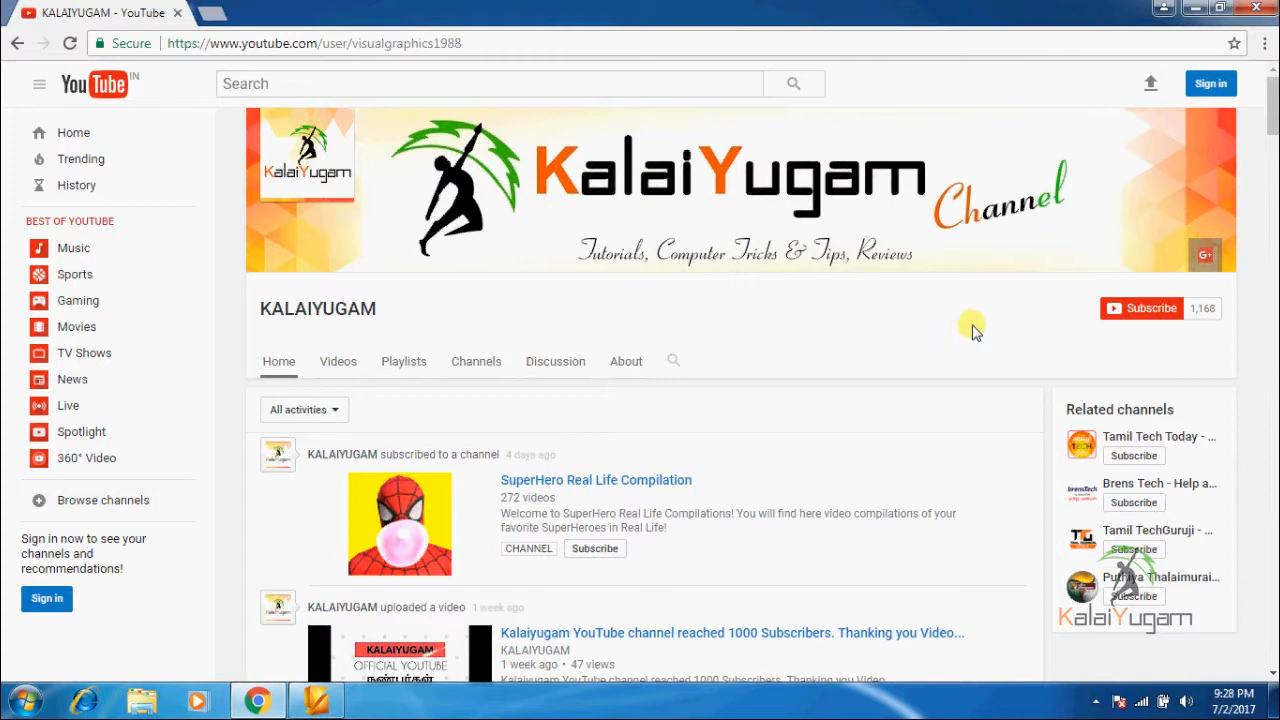 KALAIYUGAM - YouTube
Secure https://www.youtube.com/user/visualgraphics1988
YouTube IN
Search
Sign in
Home
Trending
History
BEST OF YOUTUBE
Music
Sports
Gaming
Movies
TV Shows
News
Live
Spotlight
360° Video
Browse channels
Sign in now to see your
channels and
recommendations!
Sign in
KalaiYugam
KalaiYugam Channel
Tutorials, Computer Tricks & Tips, Reviews
G+
KALAIYUGAM
Subscribe 1,168
Home Videos Playlists Channels Discussion About
All activities
KALAIYUGAM subscribed to a channel 4 days ago
SuperHero Real Life Compilation
272 videos
Welcome to SuperHero Real Life Compilations! You will find here video compilations of your
favorite SuperHeroes in Real Life!
CHANNEL Subscribe
KALAIYUGAM uploaded a video 1 week ago
KALAIYUGAM
OFFICIAL YOUTUBE
நண்பர்கள்
Kalaiyugam YouTube channel reached 1000 Subscribers. Thanking you Video...
KALAIYUGAM
1 week ago • 47 views
Kalaiyugam YouTube channel reached 1000 Subscribers. Thanking you Video
Related channels
Tamil Tech Today - ...
Subscribe
Brens Tech - Help a...
Subscribe
Tamil TechGuruji - ...
Subscribe
Puthiya Thalaimurai...
Subscribe
KalaiYugam
9:28 PM
7/2/2017